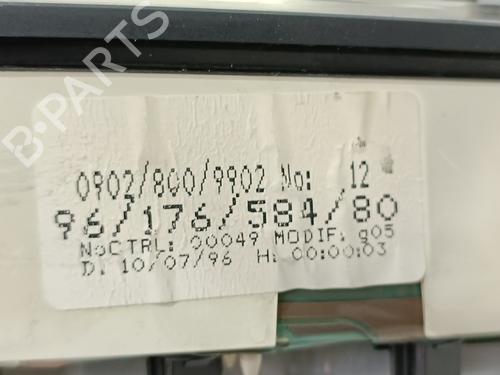 B-PARTS
0902/8G0/9902 No: 12
96/176/584/80
NoCTRL: 00049 MODIF: g05
D. 10/07/96 H: 00:00:03